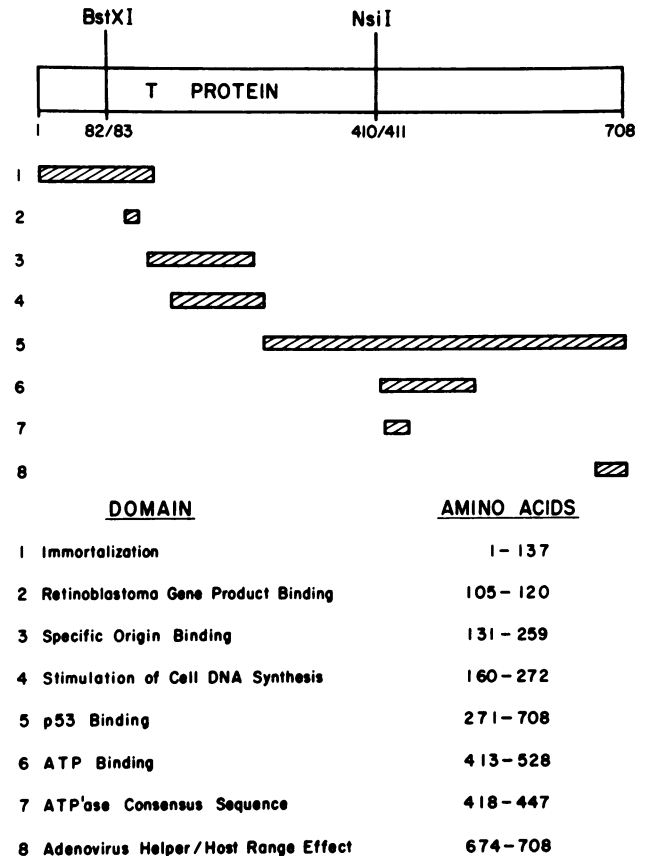 BstXI NsiI
T PROTEIN
1 82/83 410/411 708
1
2
3
4
5
6
7
8
DOMAIN AMINO ACIDS
1 Immortalization 1-137
2 Retinoblastoma Gene Product Binding 105-120
3 Specific Origin Binding 131-259
4 Stimulation of Cell DNA Synthesis 160-272
5 p53 Binding 271-708
6 ATP Binding 413-528
7 ATP'ase Consensus Sequence 418-447
8 Adenovirus Helper/Host Range Effect 674-708